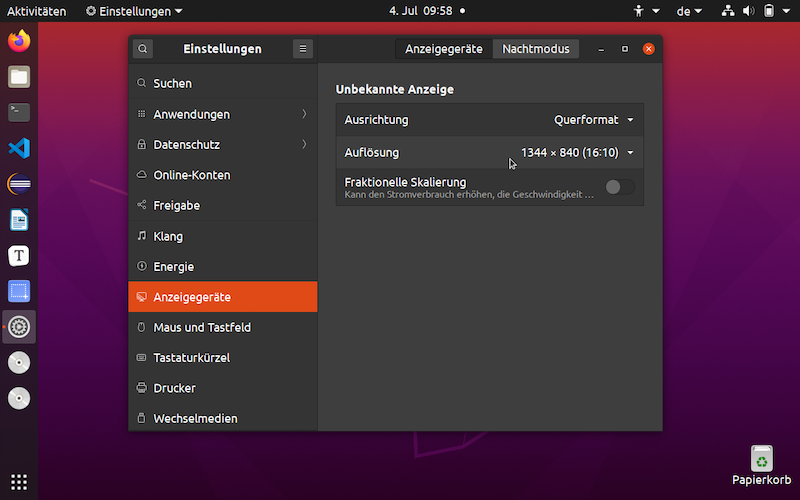 Aktivitäten
Einstellungen
4. Jul 09:58
de
Einstellungen
Anzeigegeräte
Nachtmodus
Suchen
Anwendungen
Datenschutz
Online-Konten
Freigabe
Klang
Energie
Anzeigegeräte
Maus und Tastfeld
Tastaturkürzel
Drucker
Wechselmedien
Unbekannte Anzeige
Ausrichtung
Querformat
Auflösung
1344 × 840 (16:10)
Fraktionelle Skalierung
Kann den Stromverbrauch erhöhen, die Geschwindigkeit …
T
Papierkorb